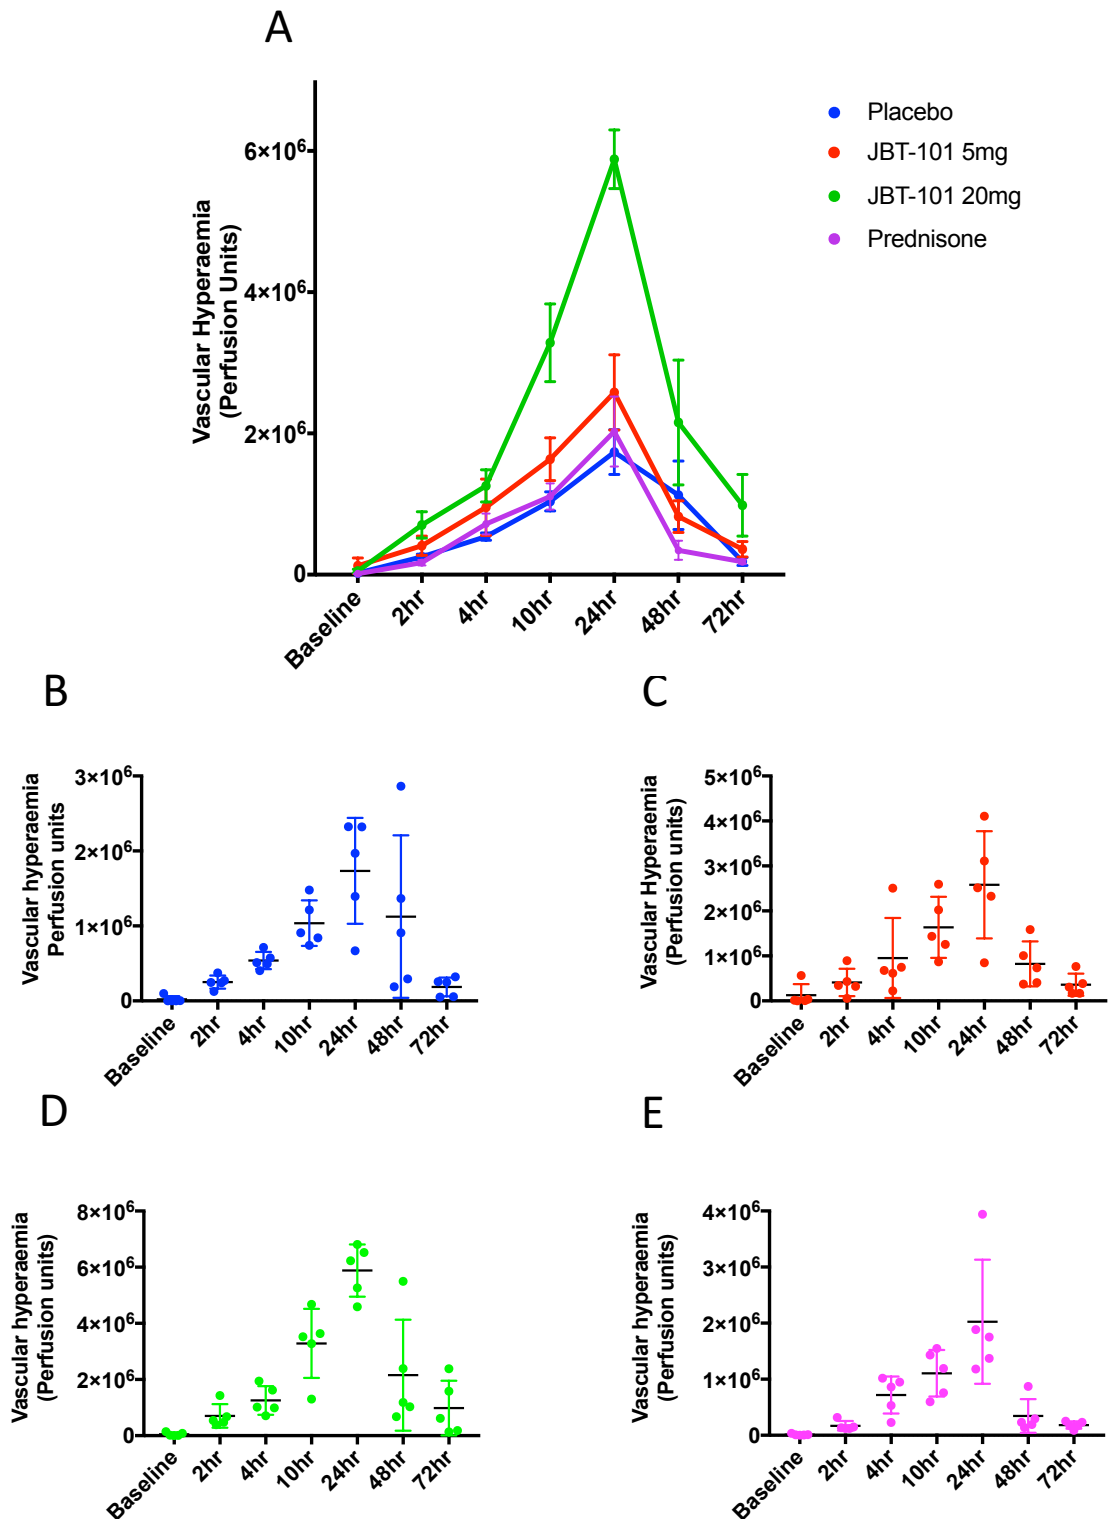 A
Vascular Hyperaemia
(Perfusion Units)
6×10⁶
4×10⁶
2×10⁶
0
Baseline
2hr
4hr
10hr
24hr
48hr
72hr
Placebo
JBT-101 5mg
JBT-101 20mg
Prednisone
B
Vascular hyperaemia
Perfusion units
3×10⁶
2×10⁶
1×10⁶
0
Baseline
2hr
4hr
10hr
24hr
48hr
72hr
C
Vascular Hyperaemia
(Perfusion units)
5×10⁶
4×10⁶
3×10⁶
2×10⁶
1×10⁶
0
Baseline
2hr
4hr
10hr
24hr
48hr
72hr
D
Vascular hyperaemia
(Perfusion units)
8×10⁶
6×10⁶
4×10⁶
2×10⁶
0
Baseline
2hr
4hr
10hr
24hr
48hr
72hr
E
Vascular hyperaemia
(Perfusion units)
4×10⁶
3×10⁶
2×10⁶
1×10⁶
0
Baseline
2hr
4hr
10hr
24hr
48hr
72hr